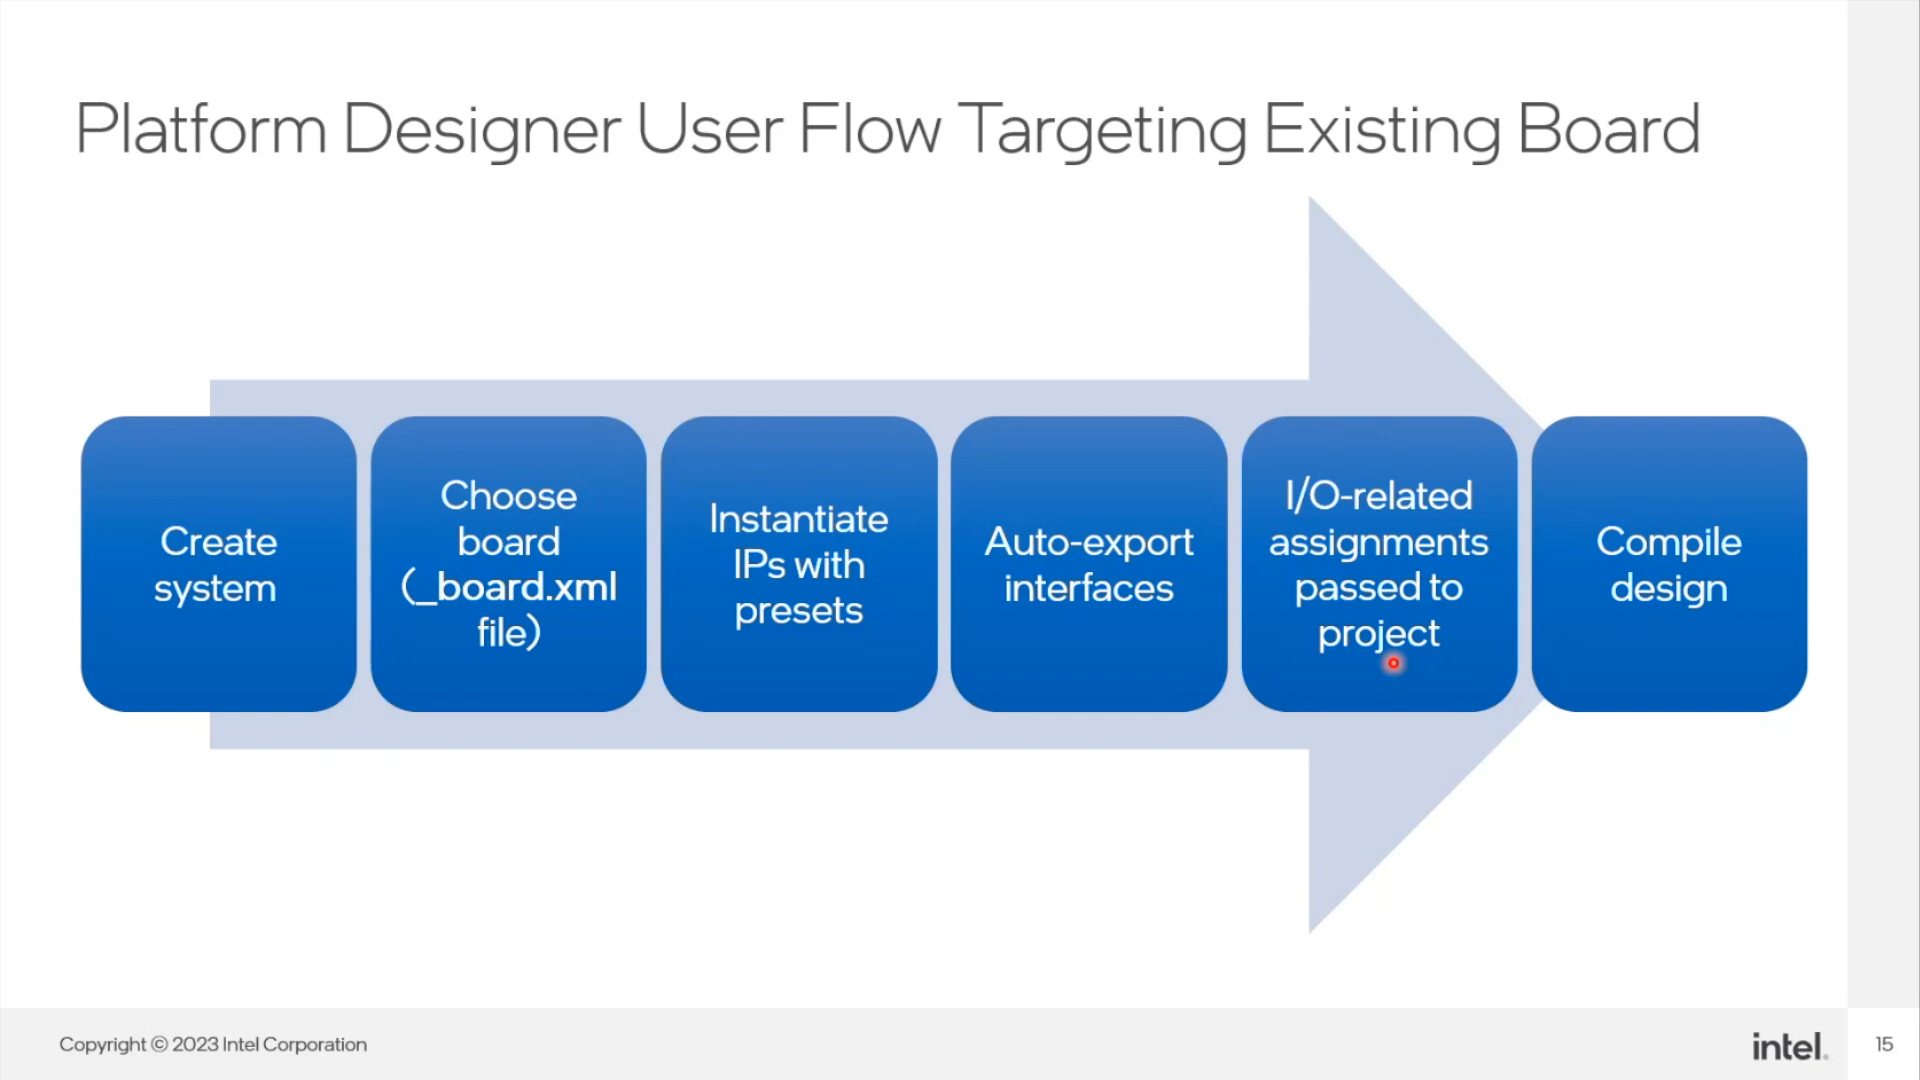 Platform Designer User Flow Targeting Existing Board
Create
system
Choose
board
(_board.xml
file)
Instantiate
IPs with
presets
Auto-export
interfaces
I/O-related
assignments
passed to
project
Compile
design
Copyright © 2023 Intel Corporation
intel.
15